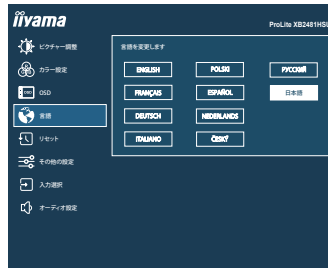 iiyama
ProLite XB2481HSU
ピクチャー調整
カラー設定
OSD
言語
リセット
その他の設定
入力選択
オーディオ設定
言語を変更します
ENGLISH POLSKI РУССКИЙ
FRANÇAIS ESPAÑOL 日本語
DEUTSCH NEDERLANDS
ITALIANO ČESKÝ